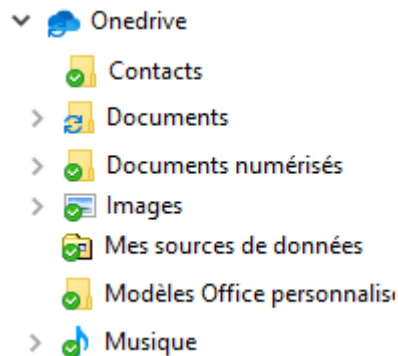 Onedrive
Contacts
Documents
Documents numérisés
Images
Mes sources de données
Modèles Office personnalis
Musique